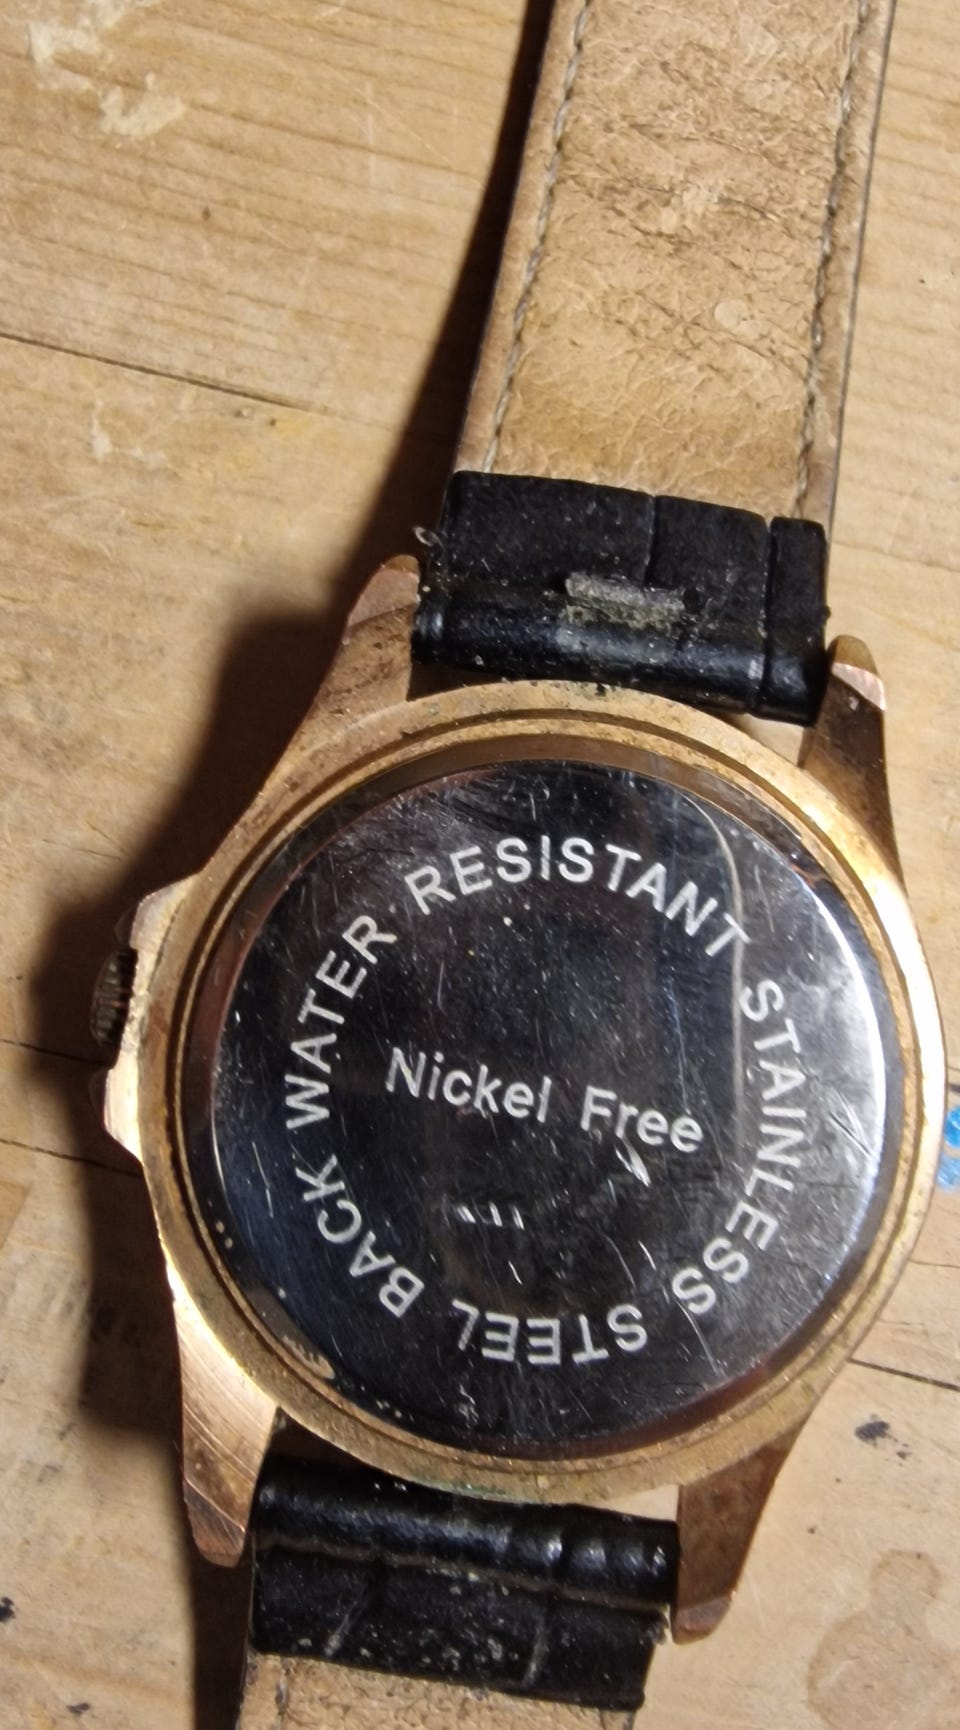 WATER RESISTANT STAINLESS STEEL BACK
Nickel Free